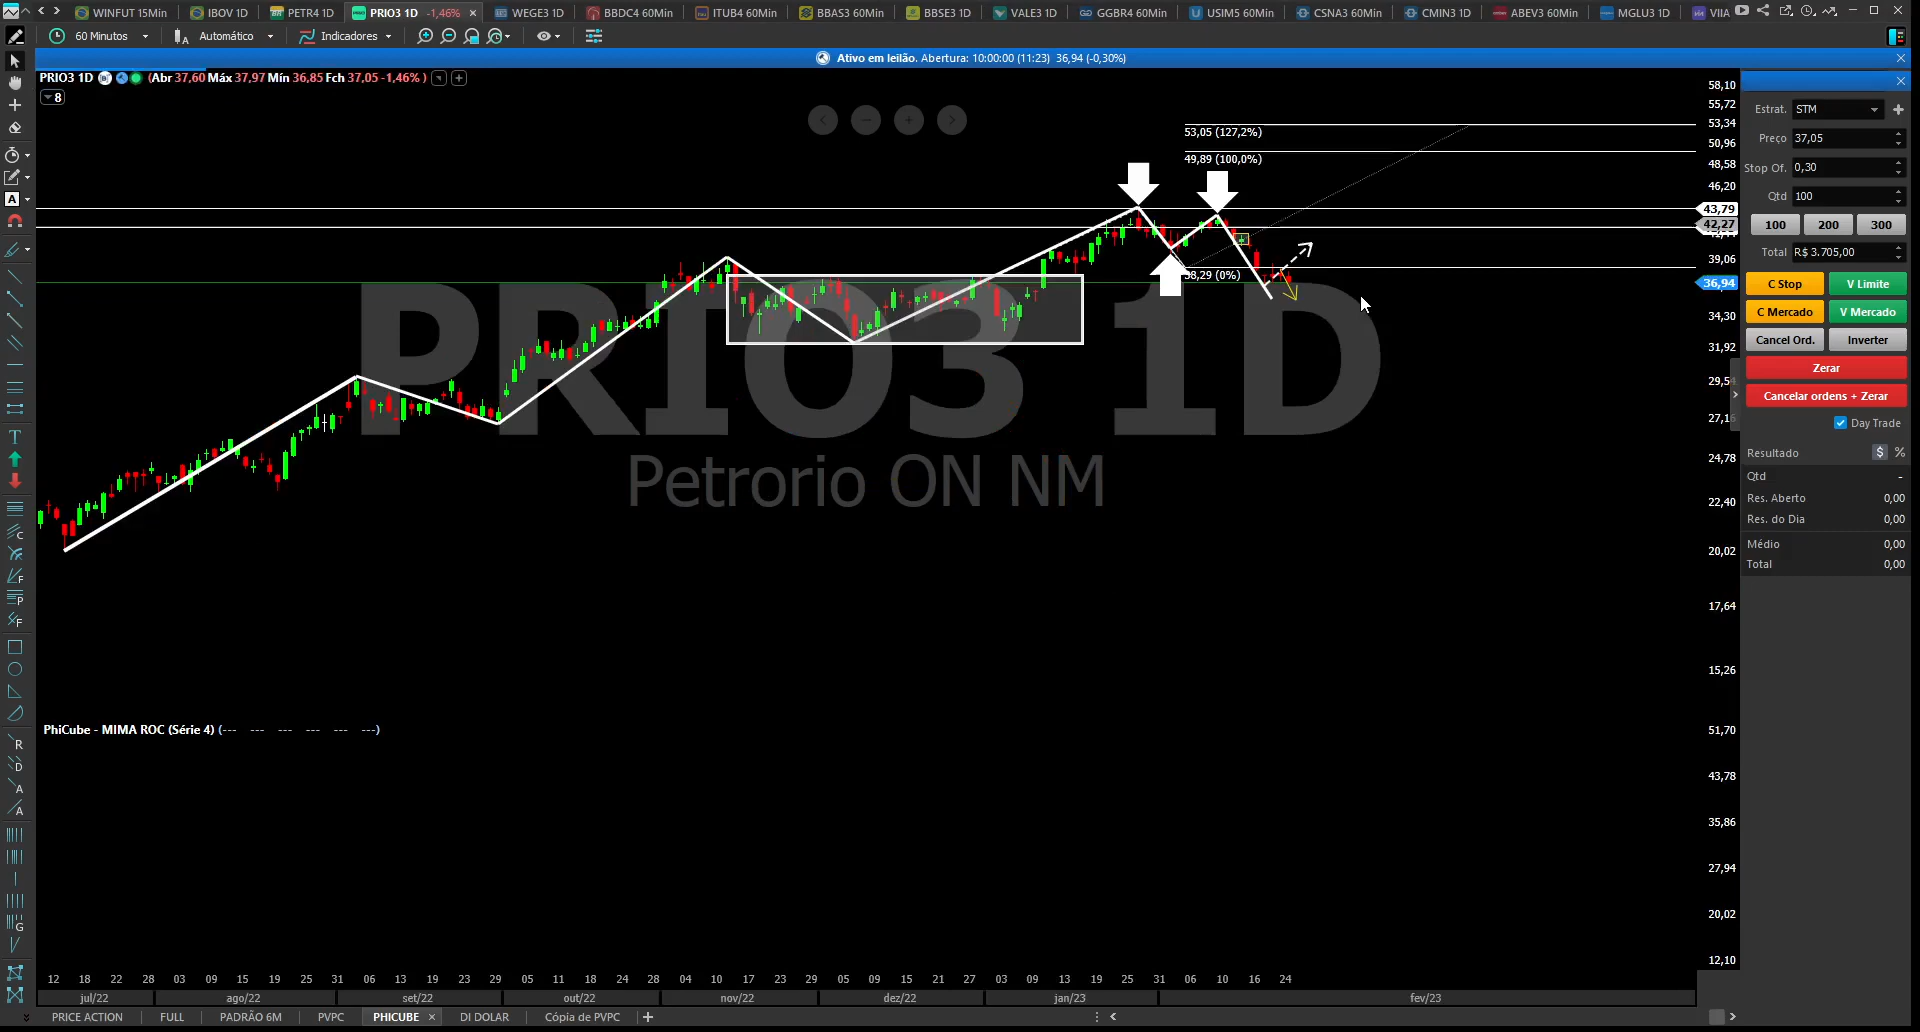 WINFUT 15Min IBOV 1D PETR4 1D PRIO3 1D -1,46% WEGE3 1D BBDC4 60Min ITUB4 60Min BBAS3 60Min BBSE3 1D VALE3 1D GGBR4 60Min USIM5 60Min CSNA3 60Min CMIN3 1D ABEV3 60Min MGLU3 1D VIIA
60 Minutos Automático Indicadores
Ativo em leilão. Abertura: 10:00:00 (11:23) 36,94 (-0,30%)
PRIO3 1D (Abr 37,60 Máx 37,97 Mín 36,85 Fch 37,05 -1,46% )
8
53,05 (127,2%)
49,89 (100,0%)
38,29 (0%)
PRIO3 1D
Petrorio ON NM
58,10
55,72
53,34
50,96
48,58
46,20
43,79
42,27
39,06
36,94
34,30
31,92
29,54
27,16
24,78
22,40
20,02
17,64
15,26
PhiCube - MIMA ROC (Série 4) (--- --- --- --- --- ---)
51,70
43,78
35,86
27,94
20,02
12,10
12 18 22 28 03 09 15 19 25 31 06 13 19 23 29 05 11 18 24 28 04 10 17 23 29 05 09 15 21 27 03 09 13 19 25 31 06 10 16 24
jul/22 ago/22 set/22 out/22 nov/22 dez/22 jan/23 fev/23
PRICE ACTION FULL PADRÃO 6M PVPC PHICUBE DI DOLAR Cópia de PVPC
Estrat. STM
Preço 37,05
Stop Of. 0,30
Qtd 100
100 200 300
Total R$ 3.705,00
C Stop V Limite
C Mercado V Mercado
Cancel Ord. Inverter
Zerar
Cancelar ordens + Zerar
Day Trade
Resultado $ %
Qtd -
Res. Aberto 0,00
Res. do Dia 0,00
Médio 0,00
Total 0,00